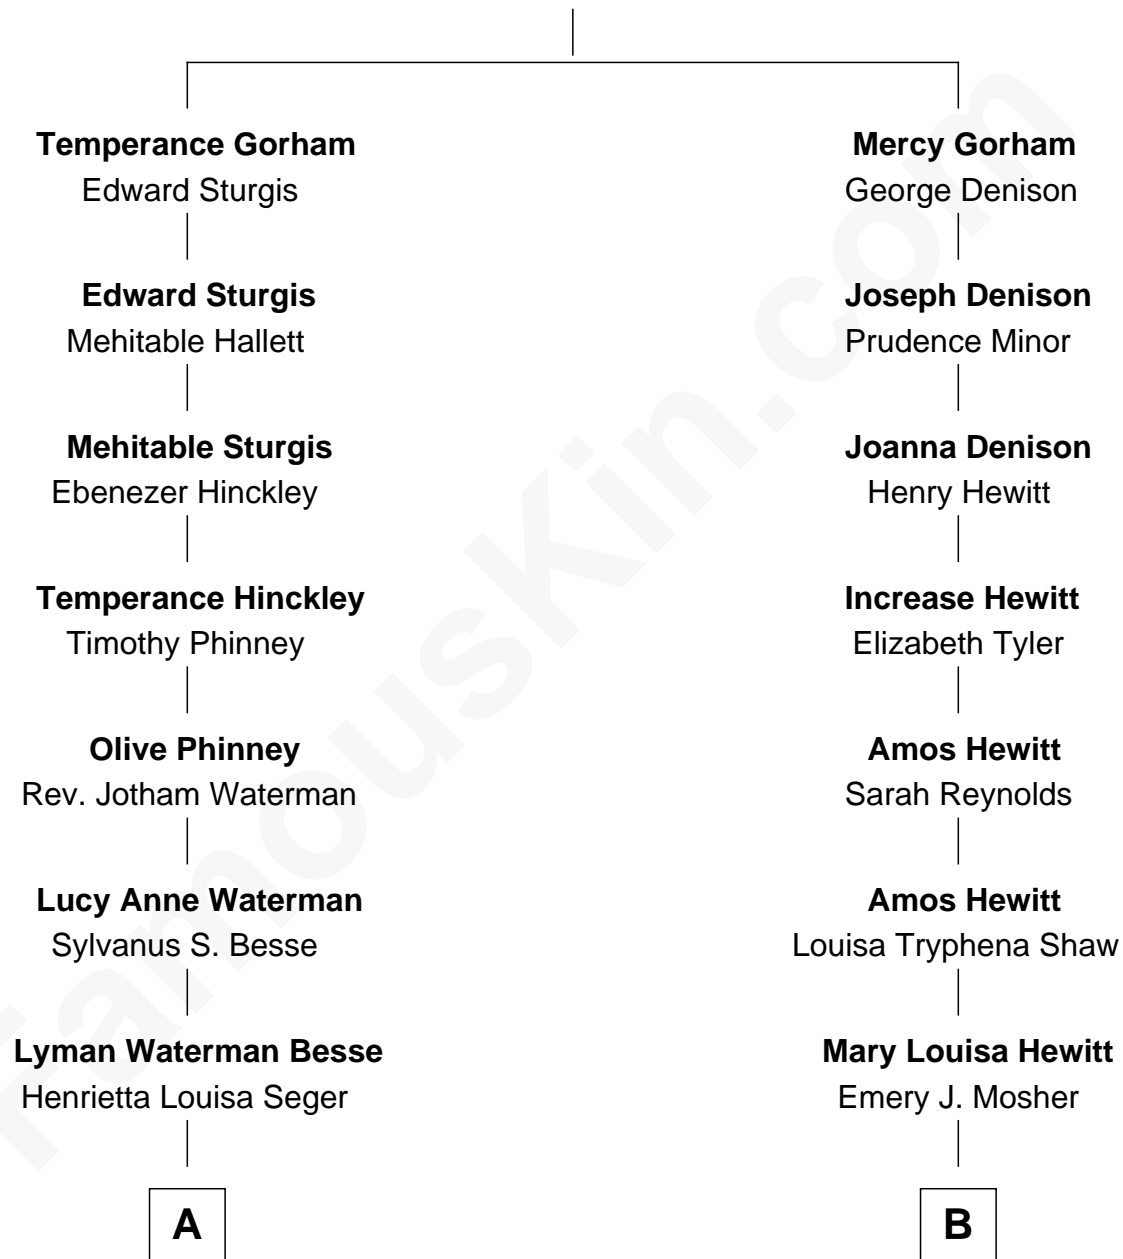 Temperance Gorham
Edward Sturgis
Edward Sturgis
Mehitable Hallett
Mehitable Sturgis
Ebenezer Hinckley
Temperance Hinckley
Timothy Phinney
Olive Phinney
Rev. Jotham Waterman
Lucy Anne Waterman
Sylvanus S. Besse
Lyman Waterman Besse
Henrietta Louisa Seger
A
Mercy Gorham
George Denison
Joseph Denison
Prudence Minor
Joanna Denison
Henry Hewitt
Increase Hewitt
Elizabeth Tyler
Amos Hewitt
Sarah Reynolds
Amos Hewitt
Louisa Tryphena Shaw
Mary Louisa Hewitt
Emery J. Mosher
B
FamousKin.com